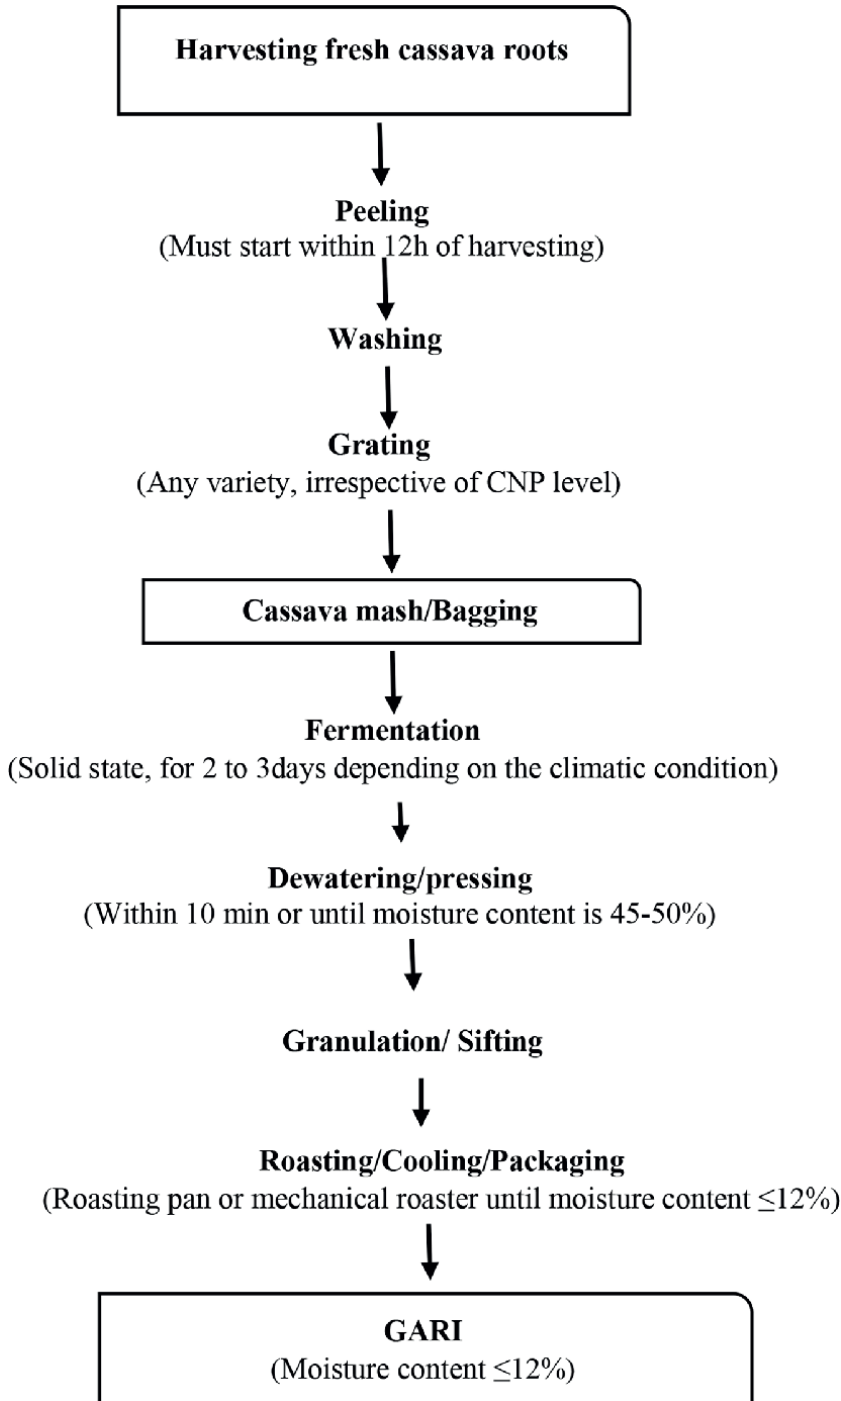 Harvesting fresh cassava roots
Peeling
(Must start within 12h of harvesting)
Washing
Grating
(Any variety, irrespective of CNP level)
Cassava mash/Bagging
Fermentation
(Solid state, for 2 to 3days depending on the climatic condition)
Dewatering/pressing
(Within 10 min or until moisture content is 45-50%)
Granulation/ Sifting
Roasting/Cooling/Packaging
(Roasting pan or mechanical roaster until moisture content ≤12%)
GARI
(Moisture content ≤12%)